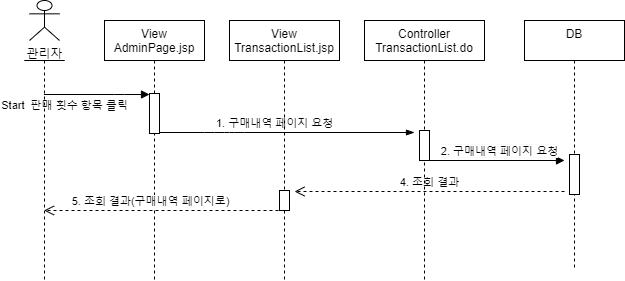 관리자
View
AdminPage.jsp
View
TransactionList.jsp
Controller
TransactionList.do
DB
Start 판매 횟수 항목 클릭
1. 구매내역 페이지 요청
2. 구매내역 페이지 요청
4. 조회 결과
5. 조회 결과(구매내역 페이지로)